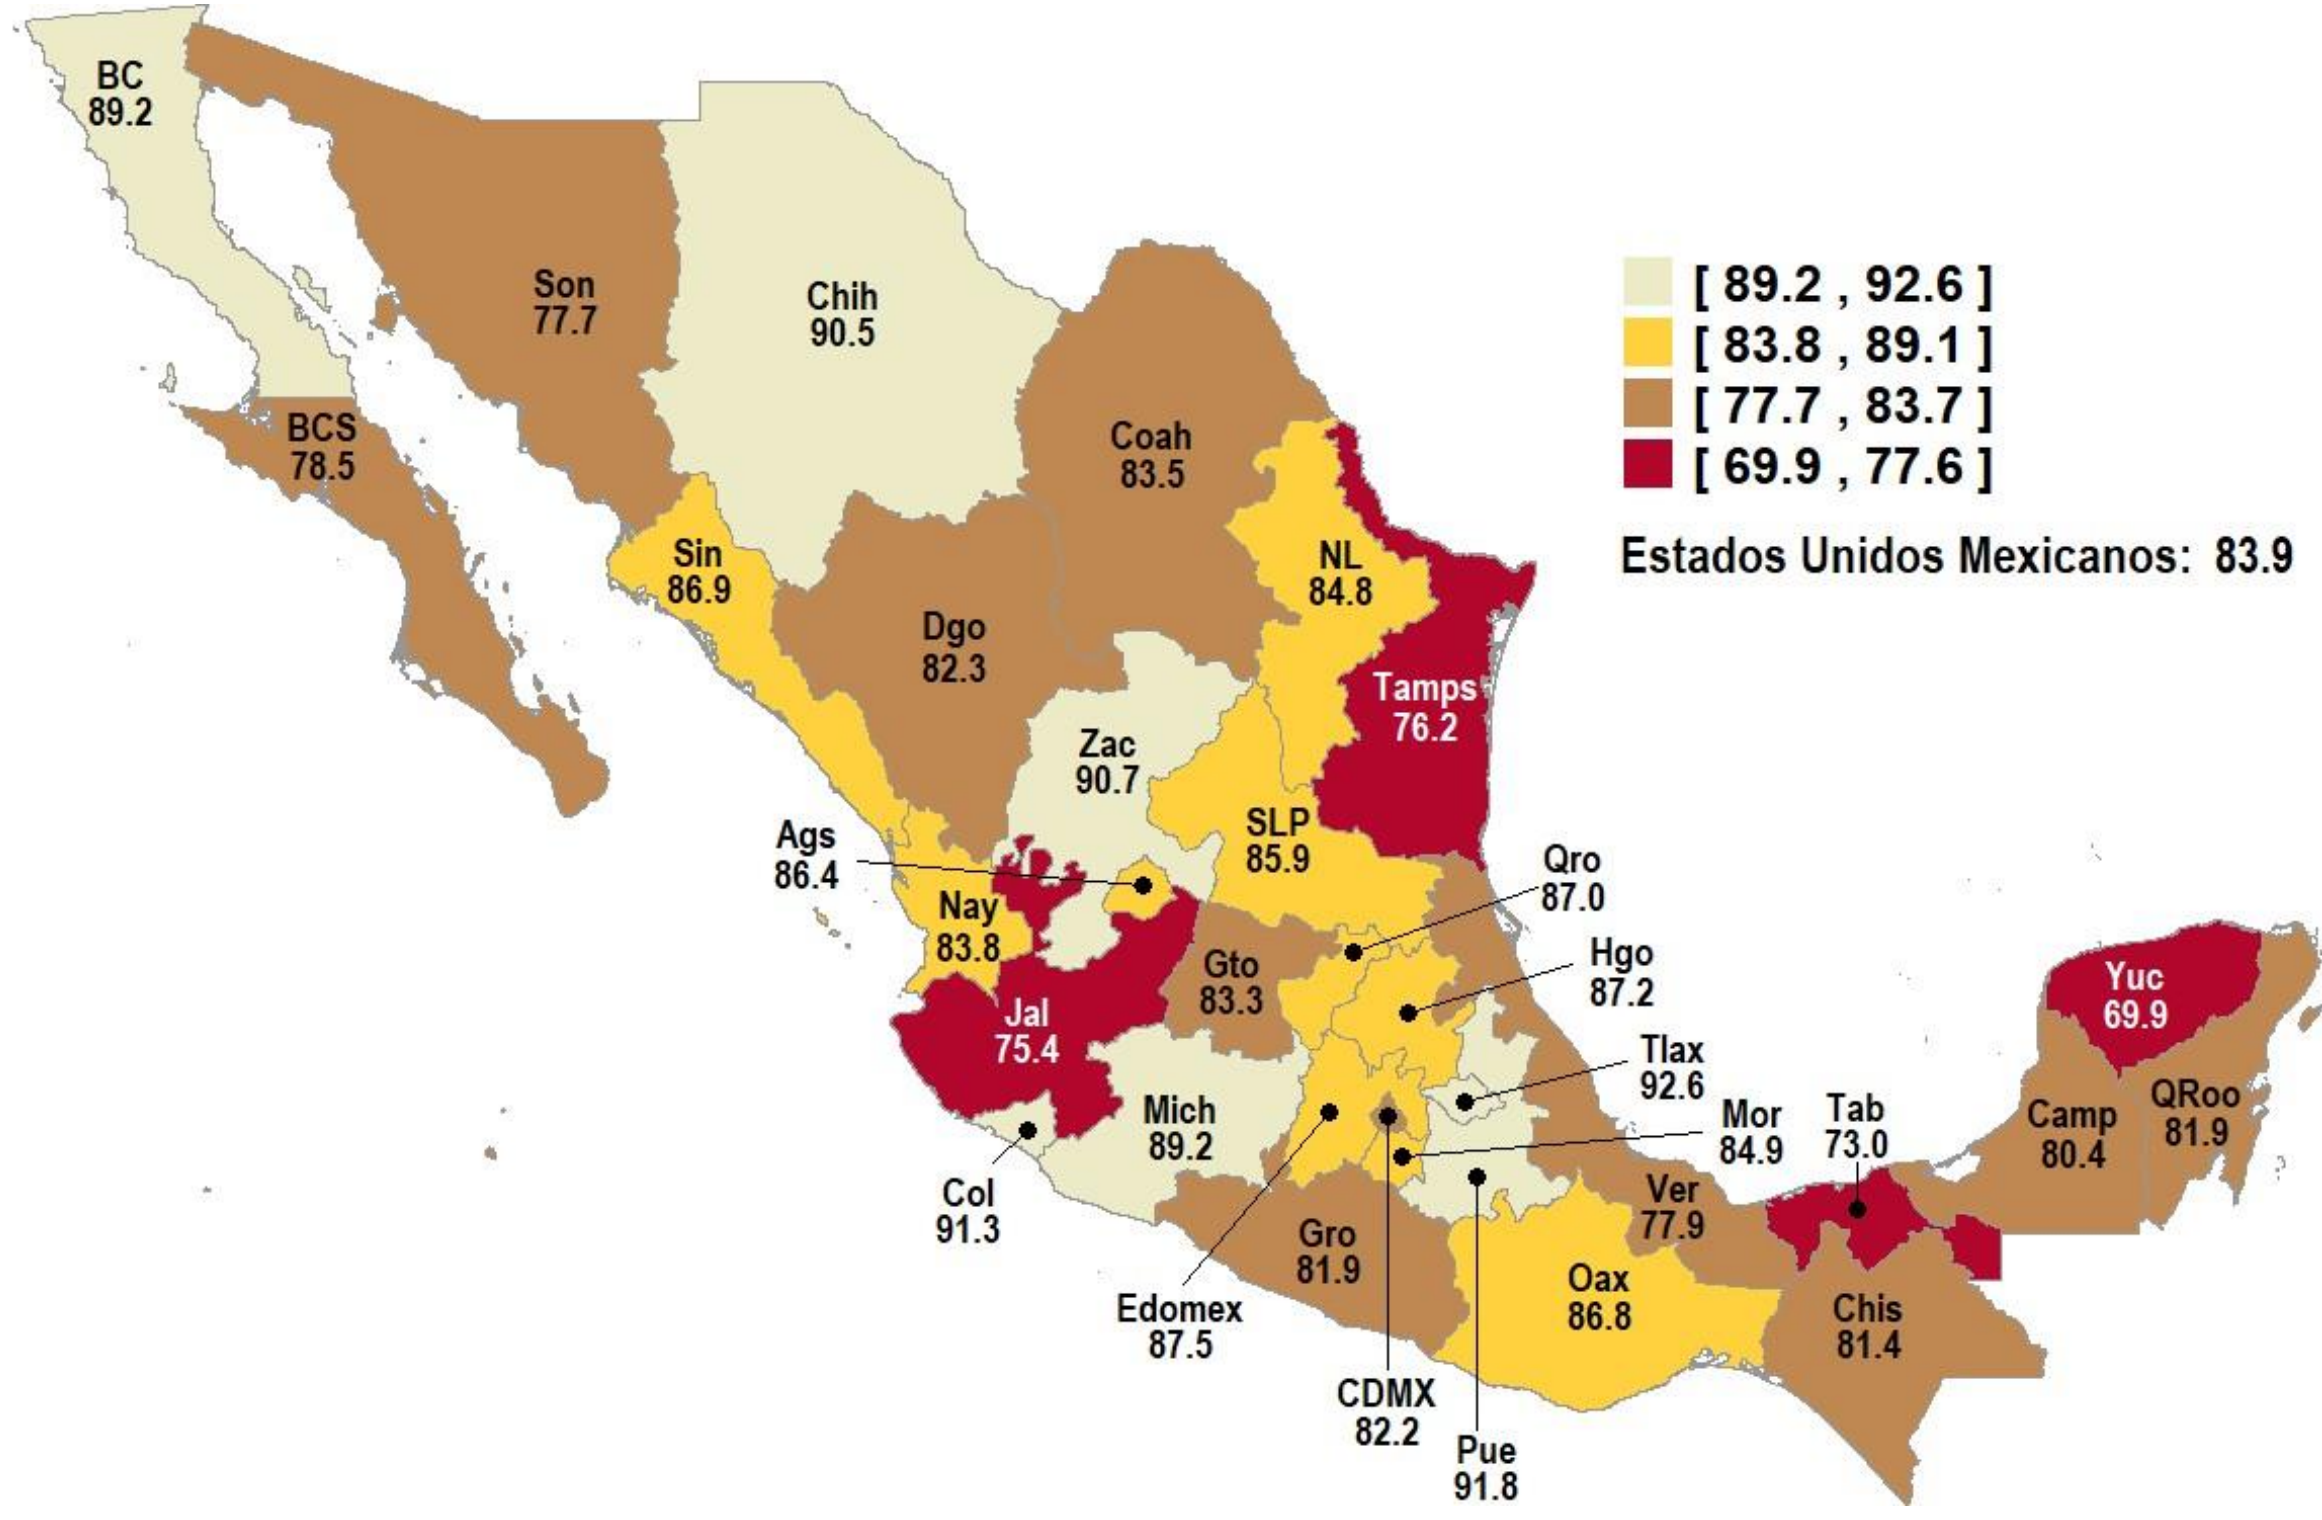 BC
89.2
Son
77.7
Chih
90.5
BCS
78.5
Coah
83.5
[ 89.2 , 92.6 ]
[ 83.8 , 89.1 ]
[ 77.7 , 83.7 ]
[ 69.9 , 77.6 ]
Estados Unidos Mexicanos: 83.9
Sin
86.9
NL
84.8
Dgo
82.3
Tamps
76.2
Zac
90.7
Ags
86.4
SLP
85.9
Qro
87.0
Nay
83.8
Gto
83.3
Hgo
87.2
Yuc
69.9
Jal
75.4
Tlax
92.6
Mich
89.2
Mor
84.9
Tab
73.0
Camp
80.4
QRoo
81.9
Col
91.3
Ver
77.9
Gro
81.9
Oax
86.8
Edomex
87.5
Chis
81.4
CDMX
82.2
Pue
91.8